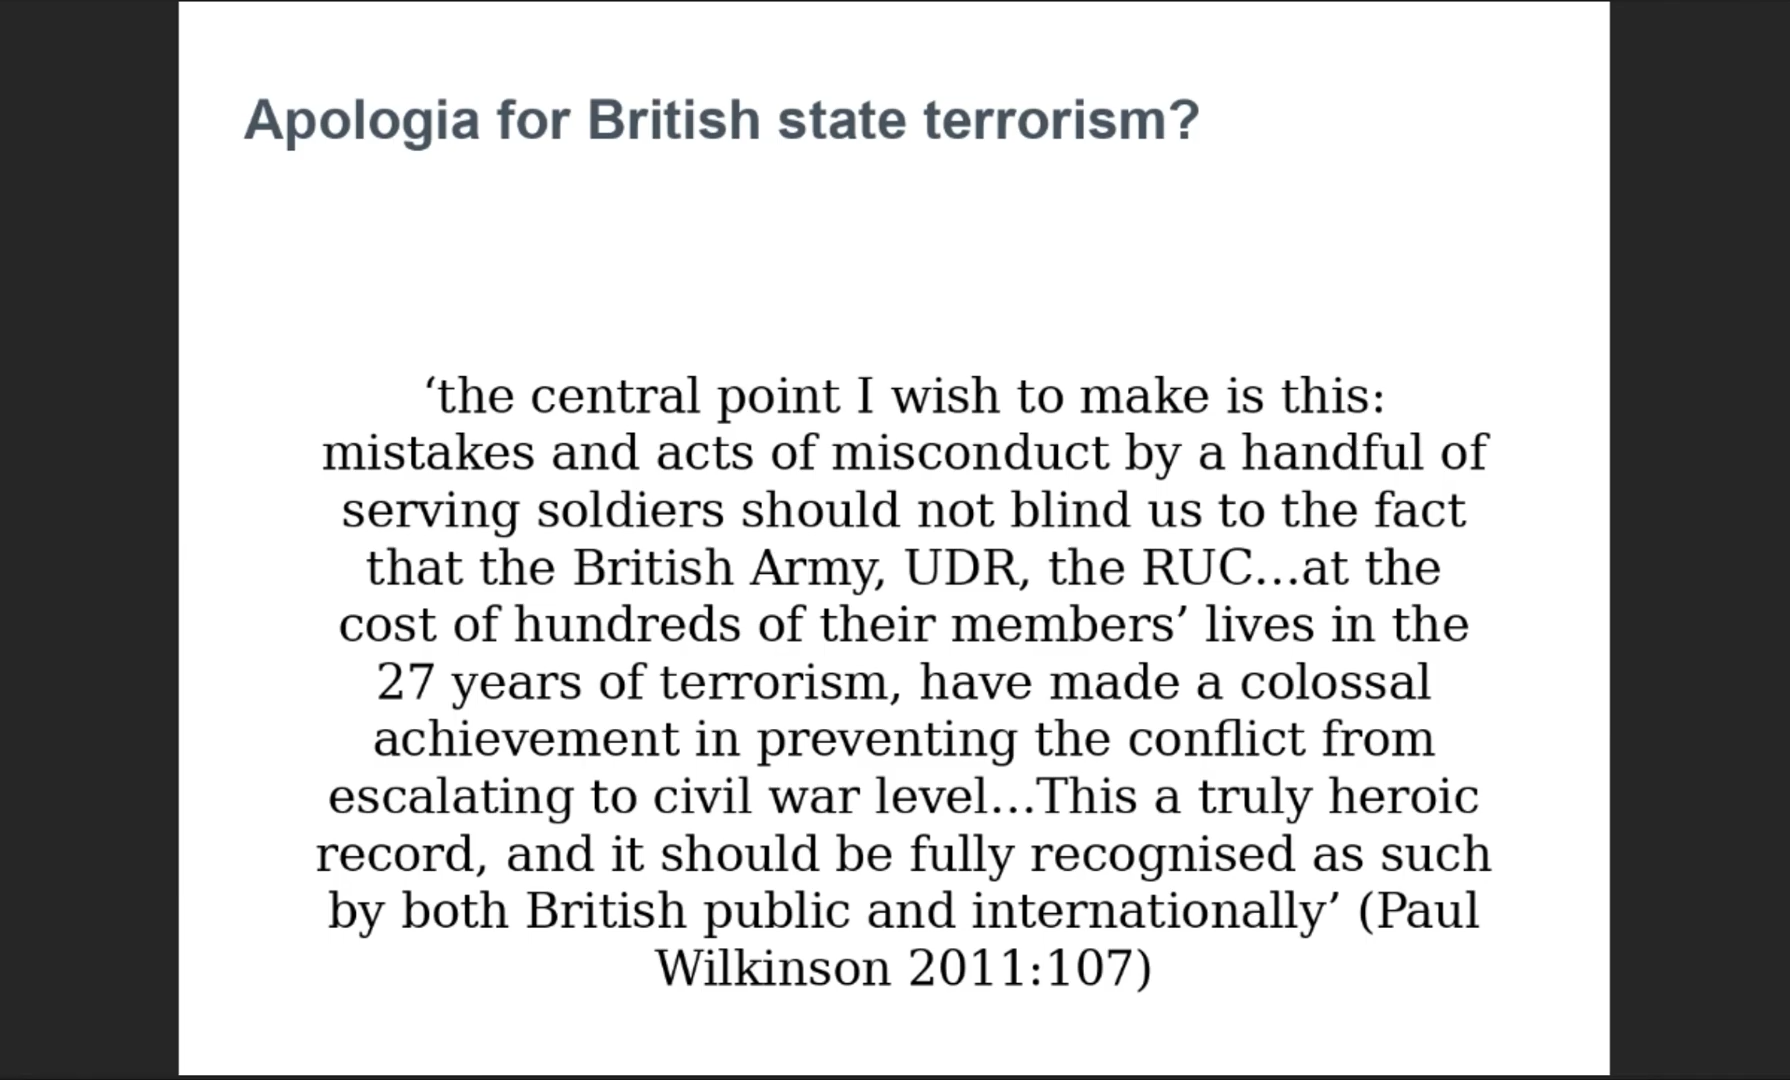 Apologia for British state terrorism?
‘the central point I wish to make is this:
mistakes and acts of misconduct by a handful of
serving soldiers should not blind us to the fact
that the British Army, UDR, the RUC...at the
cost of hundreds of their members’ lives in the
27 years of terrorism, have made a colossal
achievement in preventing the conflict from
escalating to civil war level...This a truly heroic
record, and it should be fully recognised as such
by both British public and internationally’ (Paul
Wilkinson 2011:107)